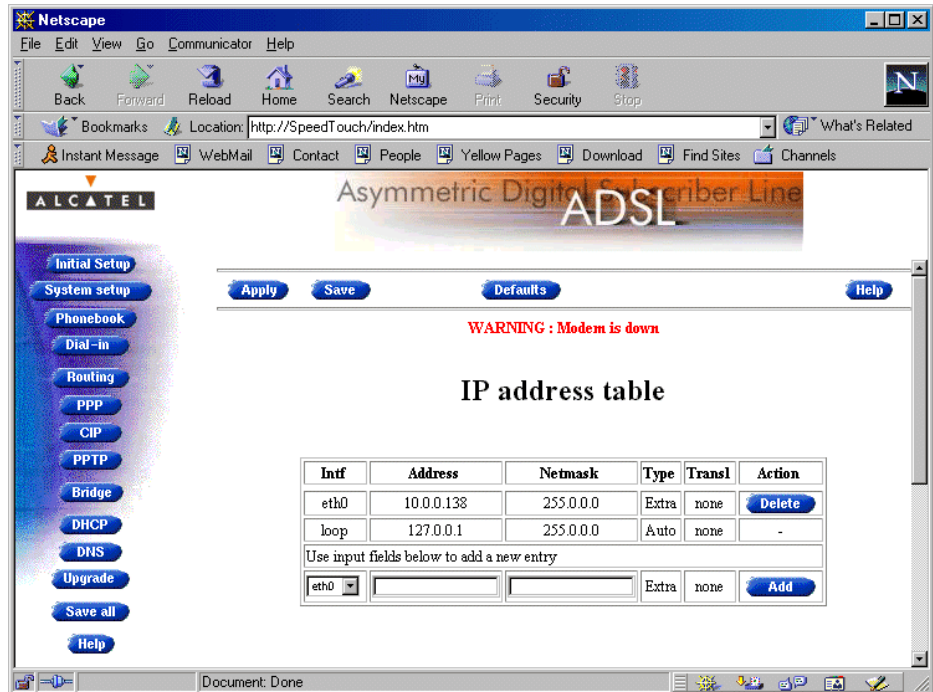 Netscape
File Edit View Go Communicator Help
Back Forward Reload Home Search Netscape Print Security Stop
My
N
Bookmarks Location: http://SpeedTouch/index.htm What's Related
Instant Message WebMail Contact People Yellow Pages Download Find Sites Channels
ALCATEL
Asymmetric Digital Subscriber Line
ADSL
Initial Setup
System setup
Phonebook
Dial-in
Routing
PPP
CIP
PPTP
Bridge
DHCP
DNS
Upgrade
Save all
Help
Apply Save Defaults Help
WARNING : Modem is down
IP address table
Intf Address Netmask Type Transl Action
eth0 10.0.0.138 255.0.0.0 Extra none Delete
loop 127.0.0.1 255.0.0.0 Auto none -
Use input fields below to add a new entry
eth0 Extra none Add
Document: Done